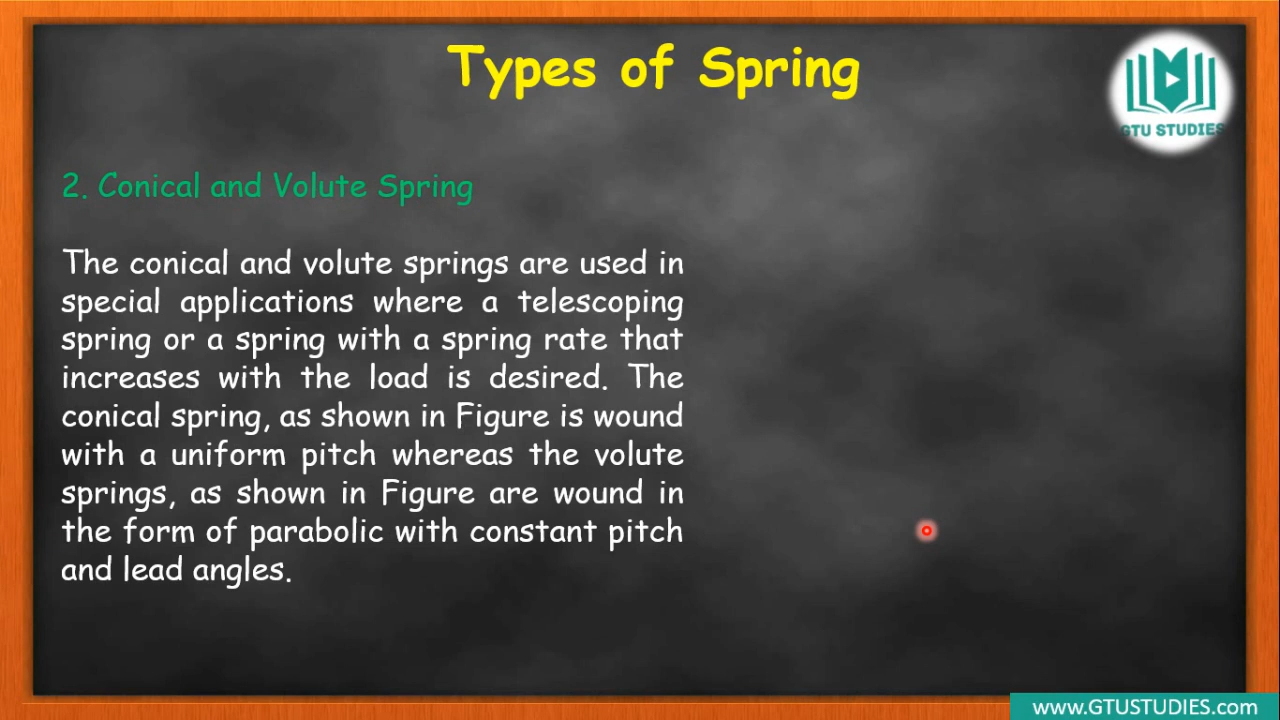 Types of Spring
GTU STUDIES
2. Conical and Volute Spring
The conical and volute springs are used in
special applications where a telescoping
spring or a spring with a spring rate that
increases with the load is desired. The
conical spring, as shown in Figure is wound
with a uniform pitch whereas the volute
springs, as shown in Figure are wound in
the form of parabolic with constant pitch
and lead angles.
www.GTUSTUDIES.com